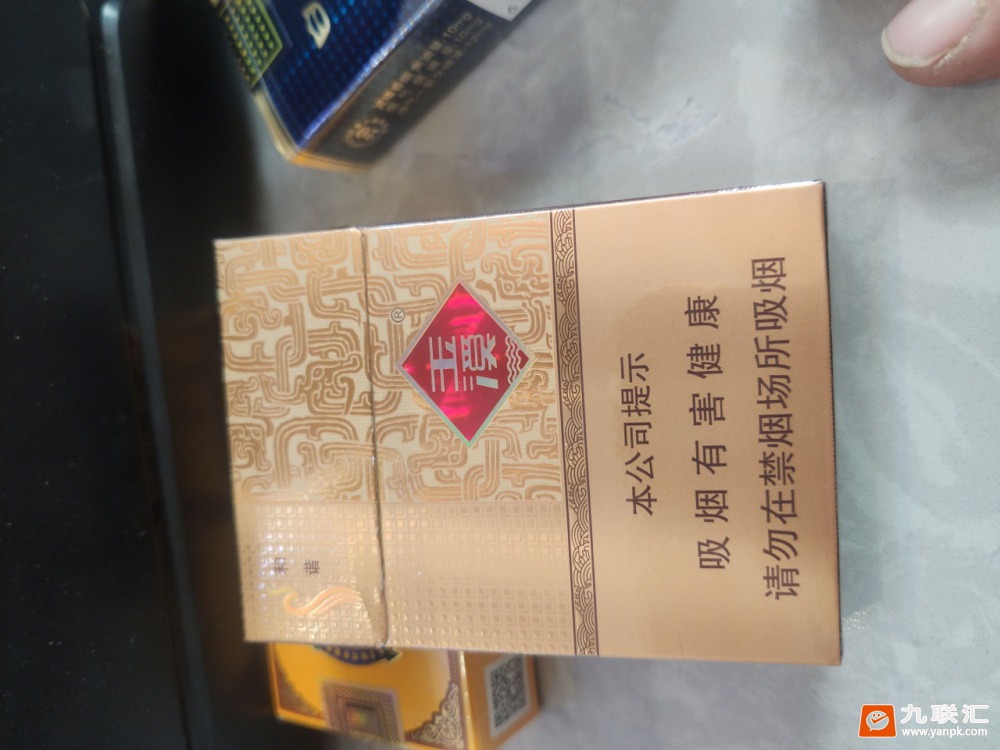 玉溪
®
和谐
本公司提示
吸烟有害健康
请勿在禁烟场所吸烟
九联汇
www.yanpk.com